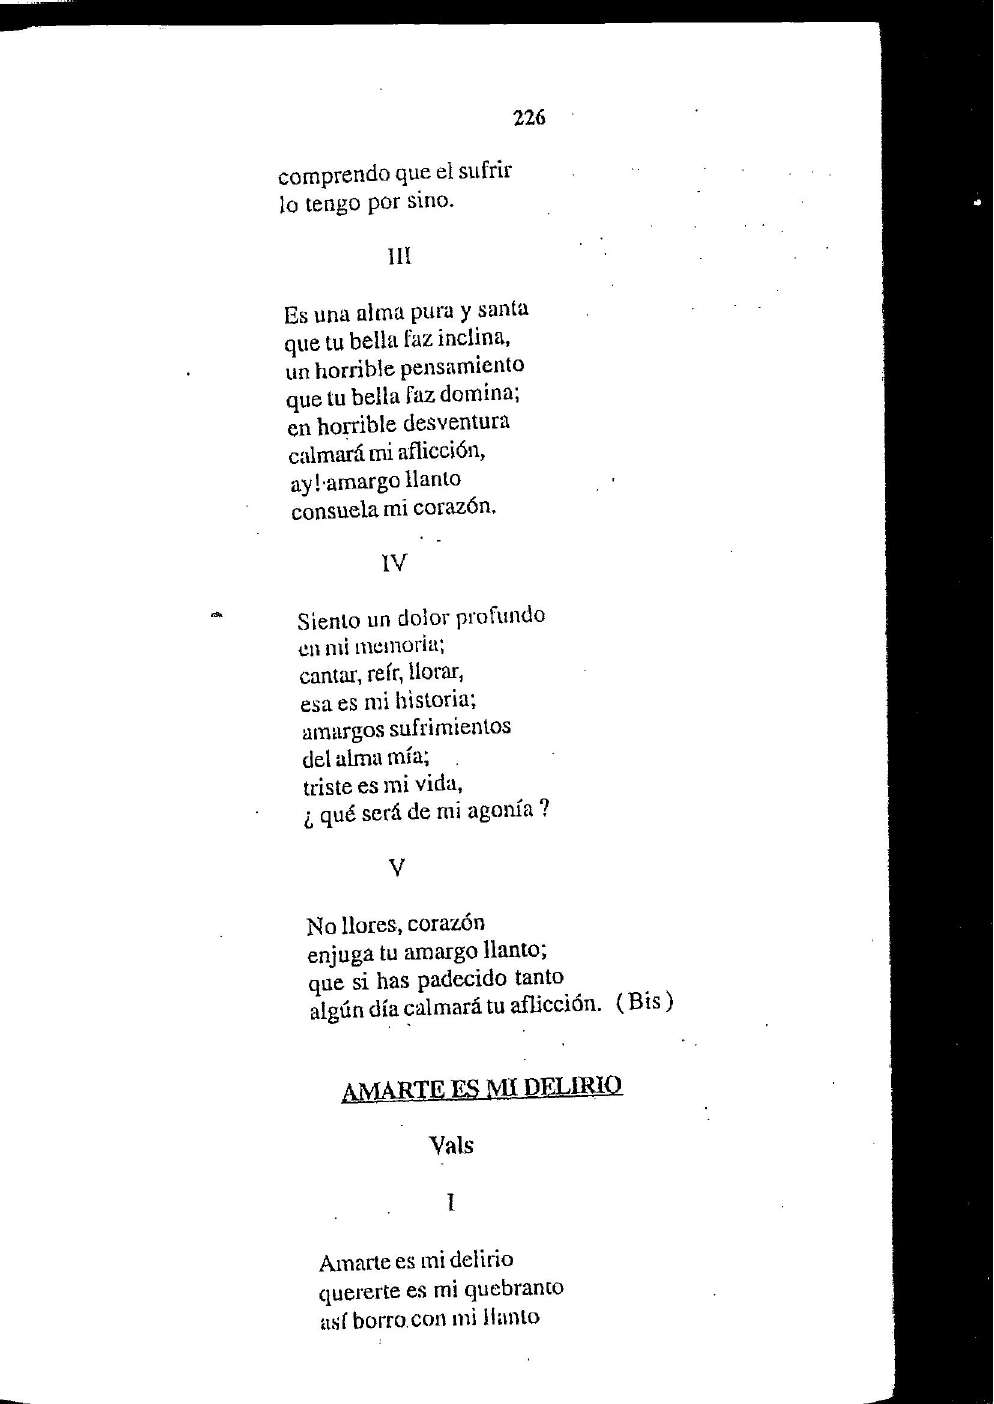 226
comprendo que el sufrir
lo tengo por sino.
III
Es una alma pura y santa
que tu bella faz inclina,
un horrible pensamiento
que tu bella faz domina;
en horrible desventura
calmará mi aflicción,
ay! amargo llanto
consuela mi corazón.
IV
Siento un dolor profundo
en mi memoria;
cantar, reír, llorar,
esa es mi historia;
amargos sufrimientos
del alma mía;
triste es mi vida,
¿ qué será de mi agonía ?
V
No llores, corazón
enjuga tu amargo llanto;
que si has padecido tanto
algún día calmará tu aflicción. (Bis)
AMARTE ES MI DELIRIO
Vals
I
Amarte es mi delirio
quererte es mi quebranto
así borro con mi llanto